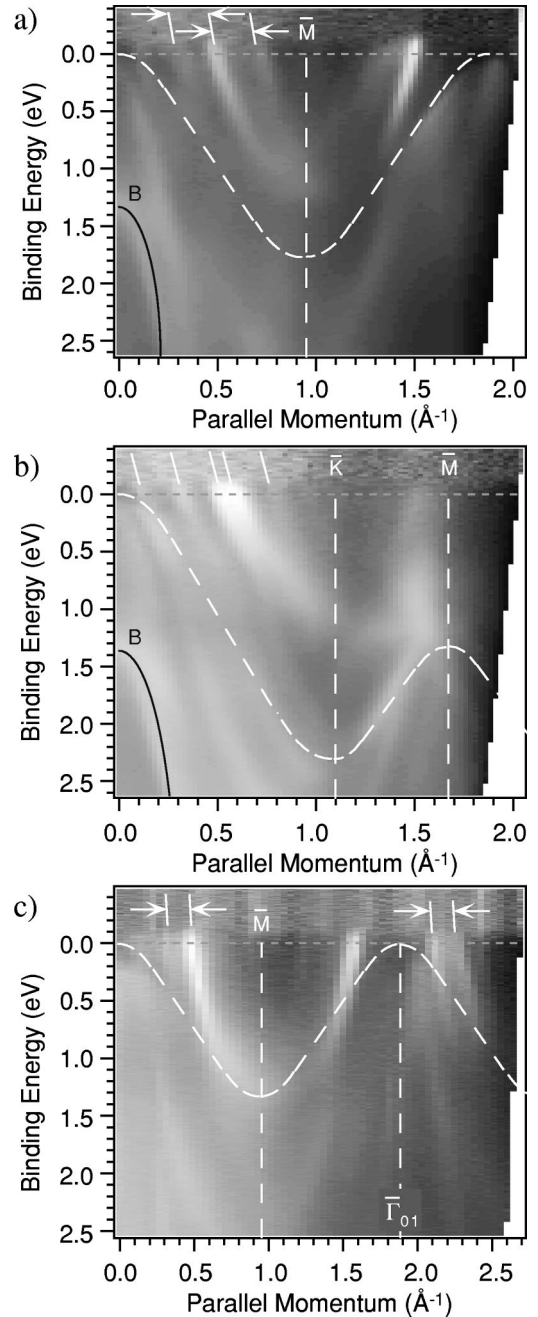 a)
M̅
0.0
0.5
1.0
1.5
2.0
2.5
B
Binding Energy (eV)
0.0 0.5 1.0 1.5 2.0
Parallel Momentum (Å⁻¹)
b)
K̅ M̅
0.0
0.5
1.0
1.5
2.0
2.5
B
Binding Energy (eV)
0.0 0.5 1.0 1.5 2.0
Parallel Momentum (Å⁻¹)
c)
M̅
0.0
0.5
1.0
1.5
2.0
2.5
Γ̅₀₁
Binding Energy (eV)
0.0 0.5 1.0 1.5 2.0 2.5
Parallel Momentum (Å⁻¹)